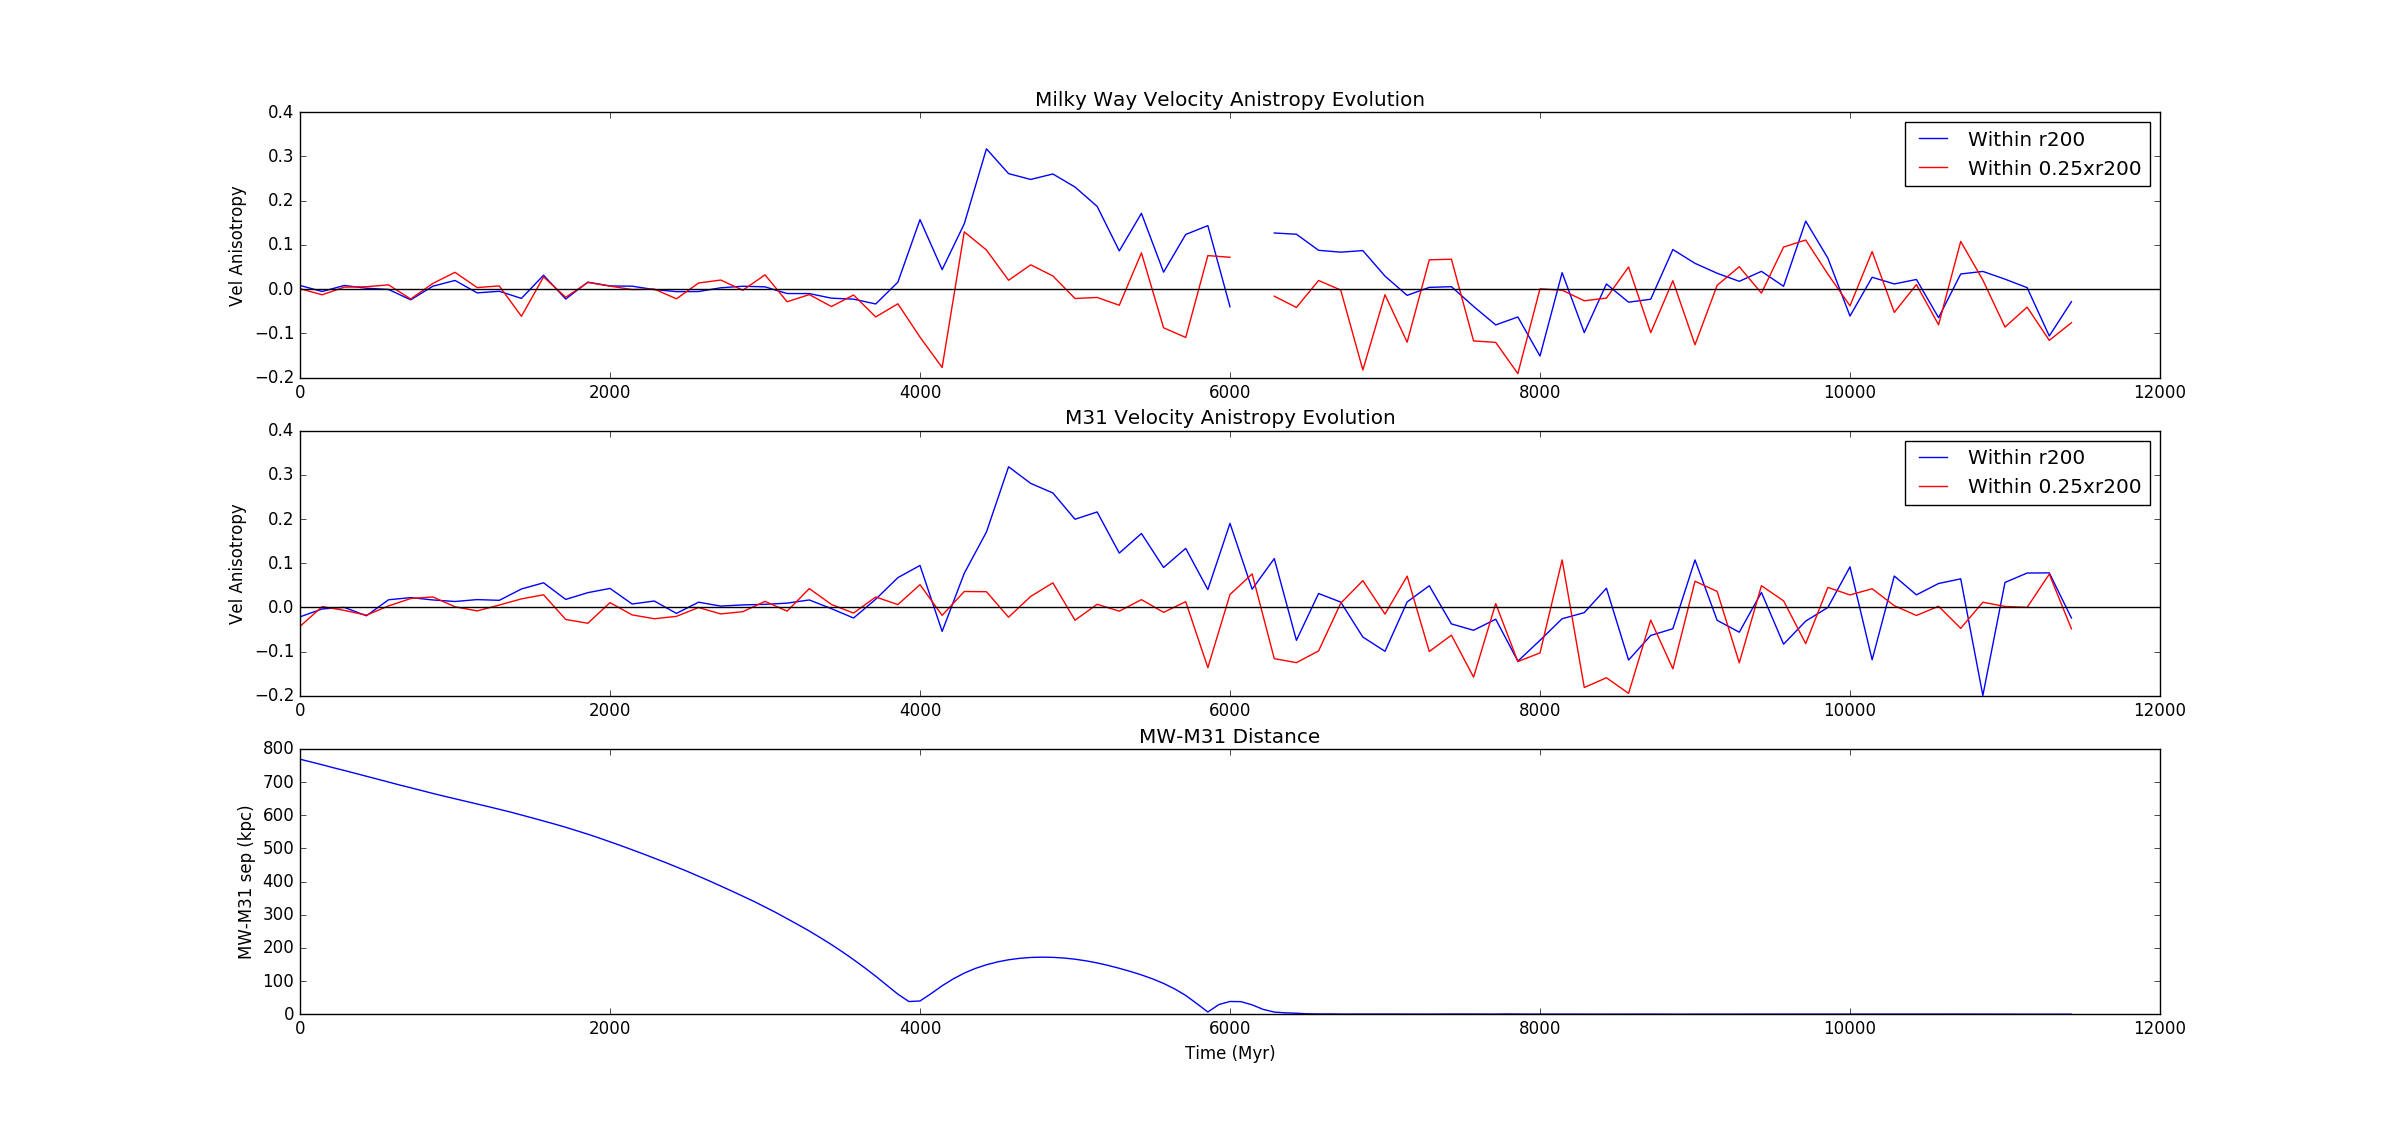 Milky Way Velocity Anistropy Evolution
0.4
0.3
0.2
0.1
0.0
−0.1
−0.2
Vel Anisotropy
Within r200
Within 0.25xr200
0 2000 4000 6000 8000 10000 12000
M31 Velocity Anistropy Evolution
0.4
0.3
0.2
0.1
0.0
−0.1
−0.2
Vel Anisotropy
Within r200
Within 0.25xr200
0 2000 4000 6000 8000 10000 12000
MW-M31 Distance
800
700
600
500
400
300
200
100
0
MW-M31 sep (kpc)
0 2000 4000 6000 8000 10000 12000
Time (Myr)